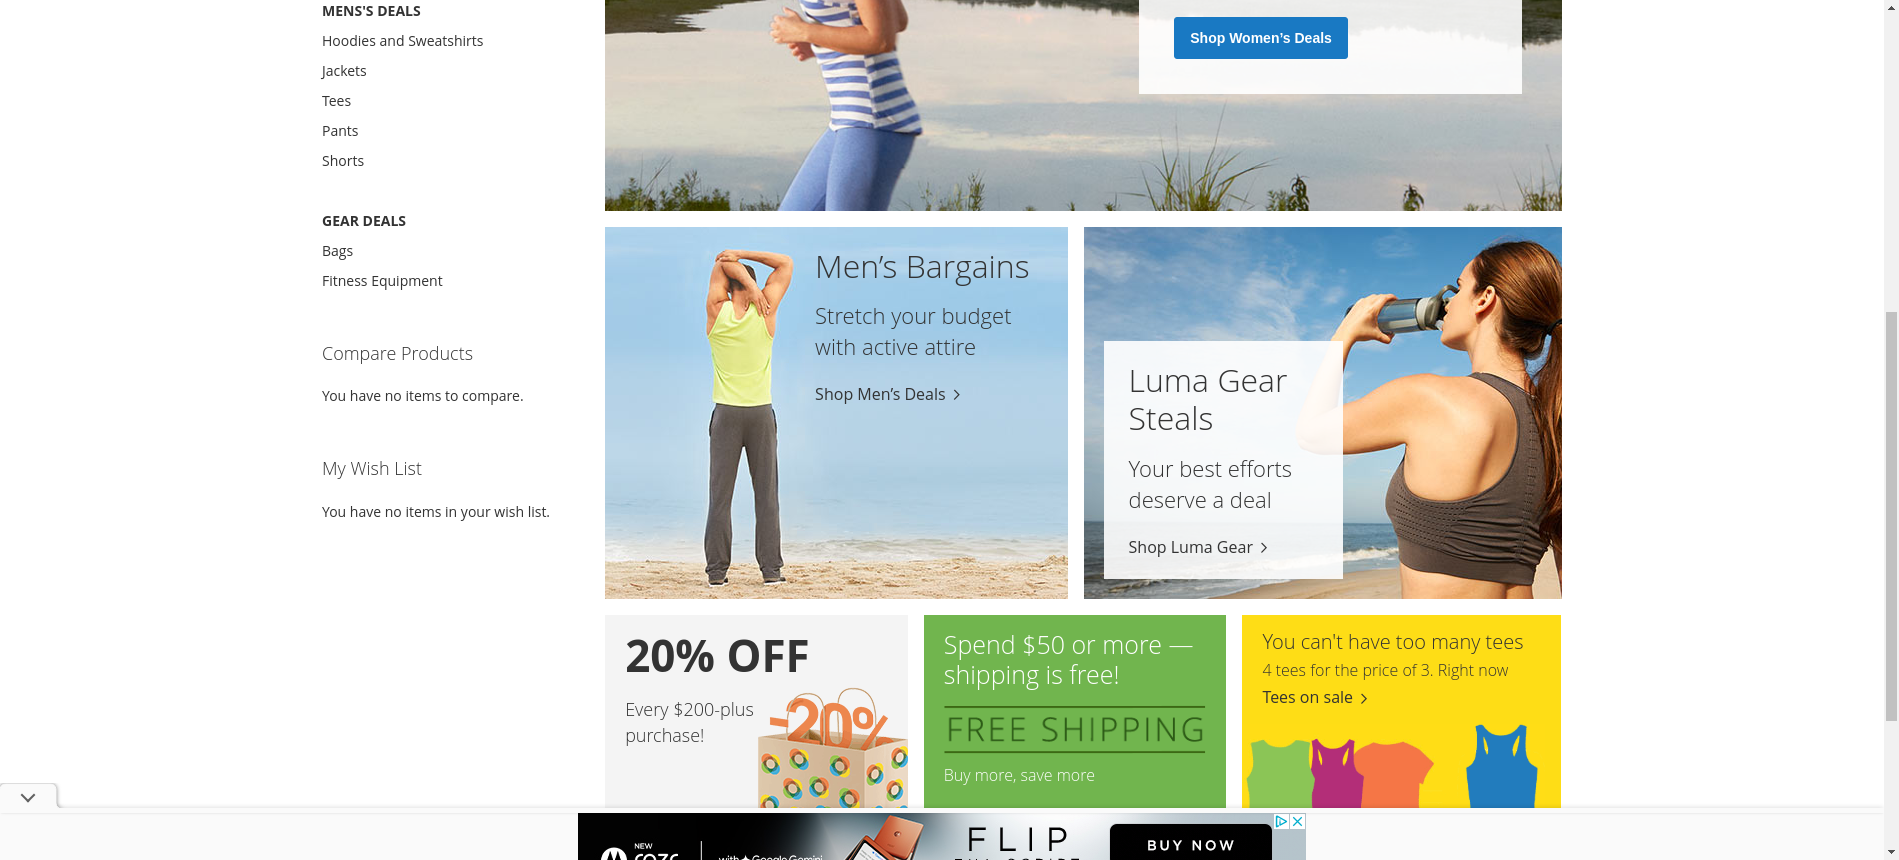 MENS'S DEALS
Hoodies and Sweatshirts
Jackets
Tees
Pants
Shorts
GEAR DEALS
Bags
Fitness Equipment
Compare Products
You have no items to compare.
My Wish List
You have no items in your wish list.
Shop Women’s Deals
Men’s Bargains
Stretch your budget
with active attire
Shop Men’s Deals
Luma Gear
Steals
Your best efforts
deserve a deal
Shop Luma Gear
20% OFF
Every $200-plus
purchase!
-20%
Spend $50 or more —
shipping is free!
FREE SHIPPING
Buy more, save more
You can't have too many tees
4 tees for the price of 3. Right now
Tees on sale
NEW
with Google Gemini
FLIP
BUY NOW